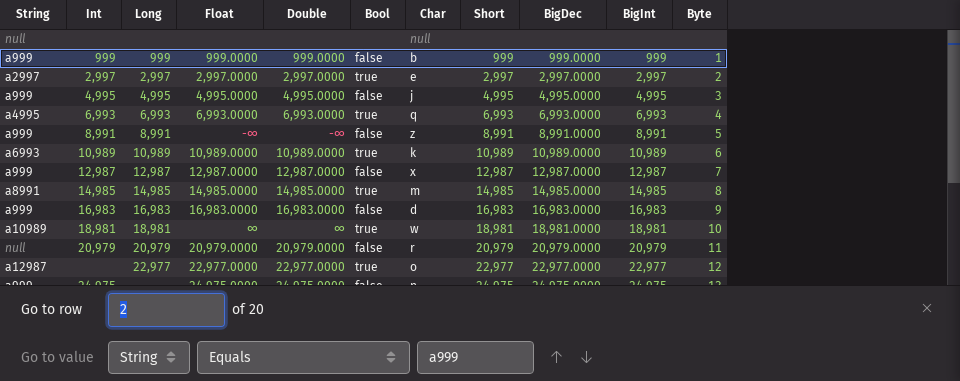 String Int Long Float Double Bool Char Short BigDec BigInt Byte
null null
a999 999 999 999.0000 999.0000 false b 999 999.0000 999 1
a2997 2,997 2,997 2,997.0000 2,997.0000 true e 2,997 2,997.0000 2,997 2
a999 4,995 4,995 4,995.0000 4,995.0000 false j 4,995 4,995.0000 4,995 3
a4995 6,993 6,993 6,993.0000 6,993.0000 true q 6,993 6,993.0000 6,993 4
a999 8,991 8,991 -∞ -∞ false z 8,991 8,991.0000 8,991 5
a6993 10,989 10,989 10,989.0000 10,989.0000 true k 10,989 10,989.0000 10,989 6
a999 12,987 12,987 12,987.0000 12,987.0000 false x 12,987 12,987.0000 12,987 7
a8991 14,985 14,985 14,985.0000 14,985.0000 true m 14,985 14,985.0000 14,985 8
a999 16,983 16,983 16,983.0000 16,983.0000 false d 16,983 16,983.0000 16,983 9
a10989 18,981 18,981 ∞ ∞ true w 18,981 18,981.0000 18,981 10
null 20,979 20,979 20,979.0000 20,979.0000 false r 20,979 20,979.0000 20,979 11
a12987 22,977 22,977.0000 22,977.0000 true o 22,977 22,977.0000 22,977 12
Go to row 2 of 20
Go to value String Equals a999